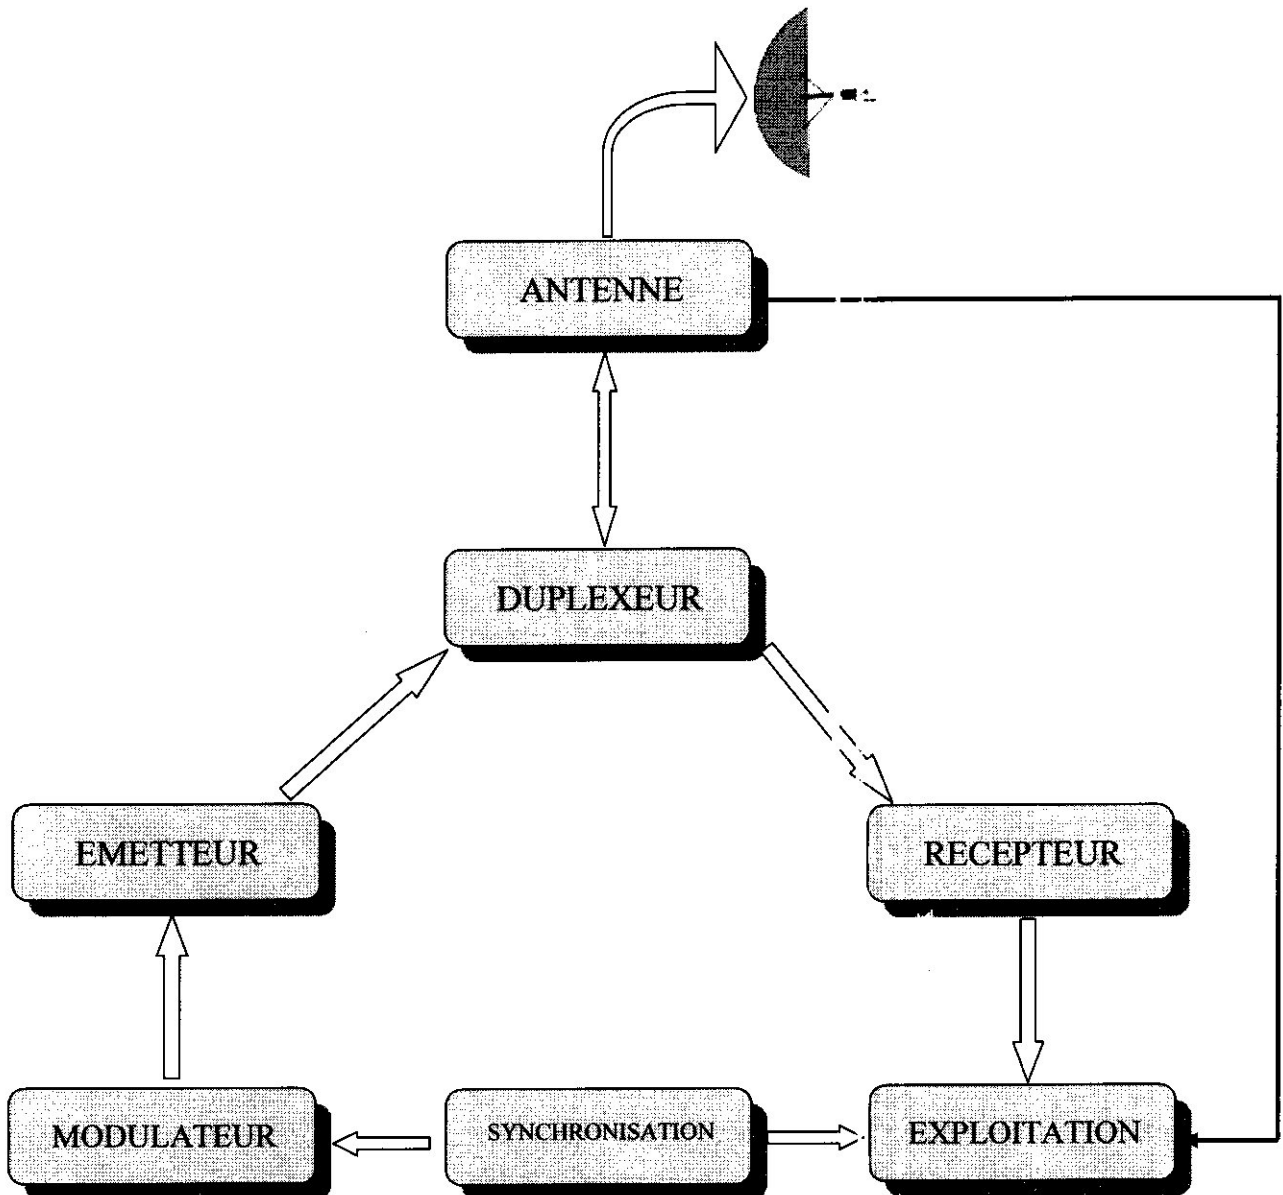 ANTENNE
DUPLEXEUR
EMETTEUR
RECEPTEUR
MODULATEUR
SYNCHRONISATION
EXPLOITATION